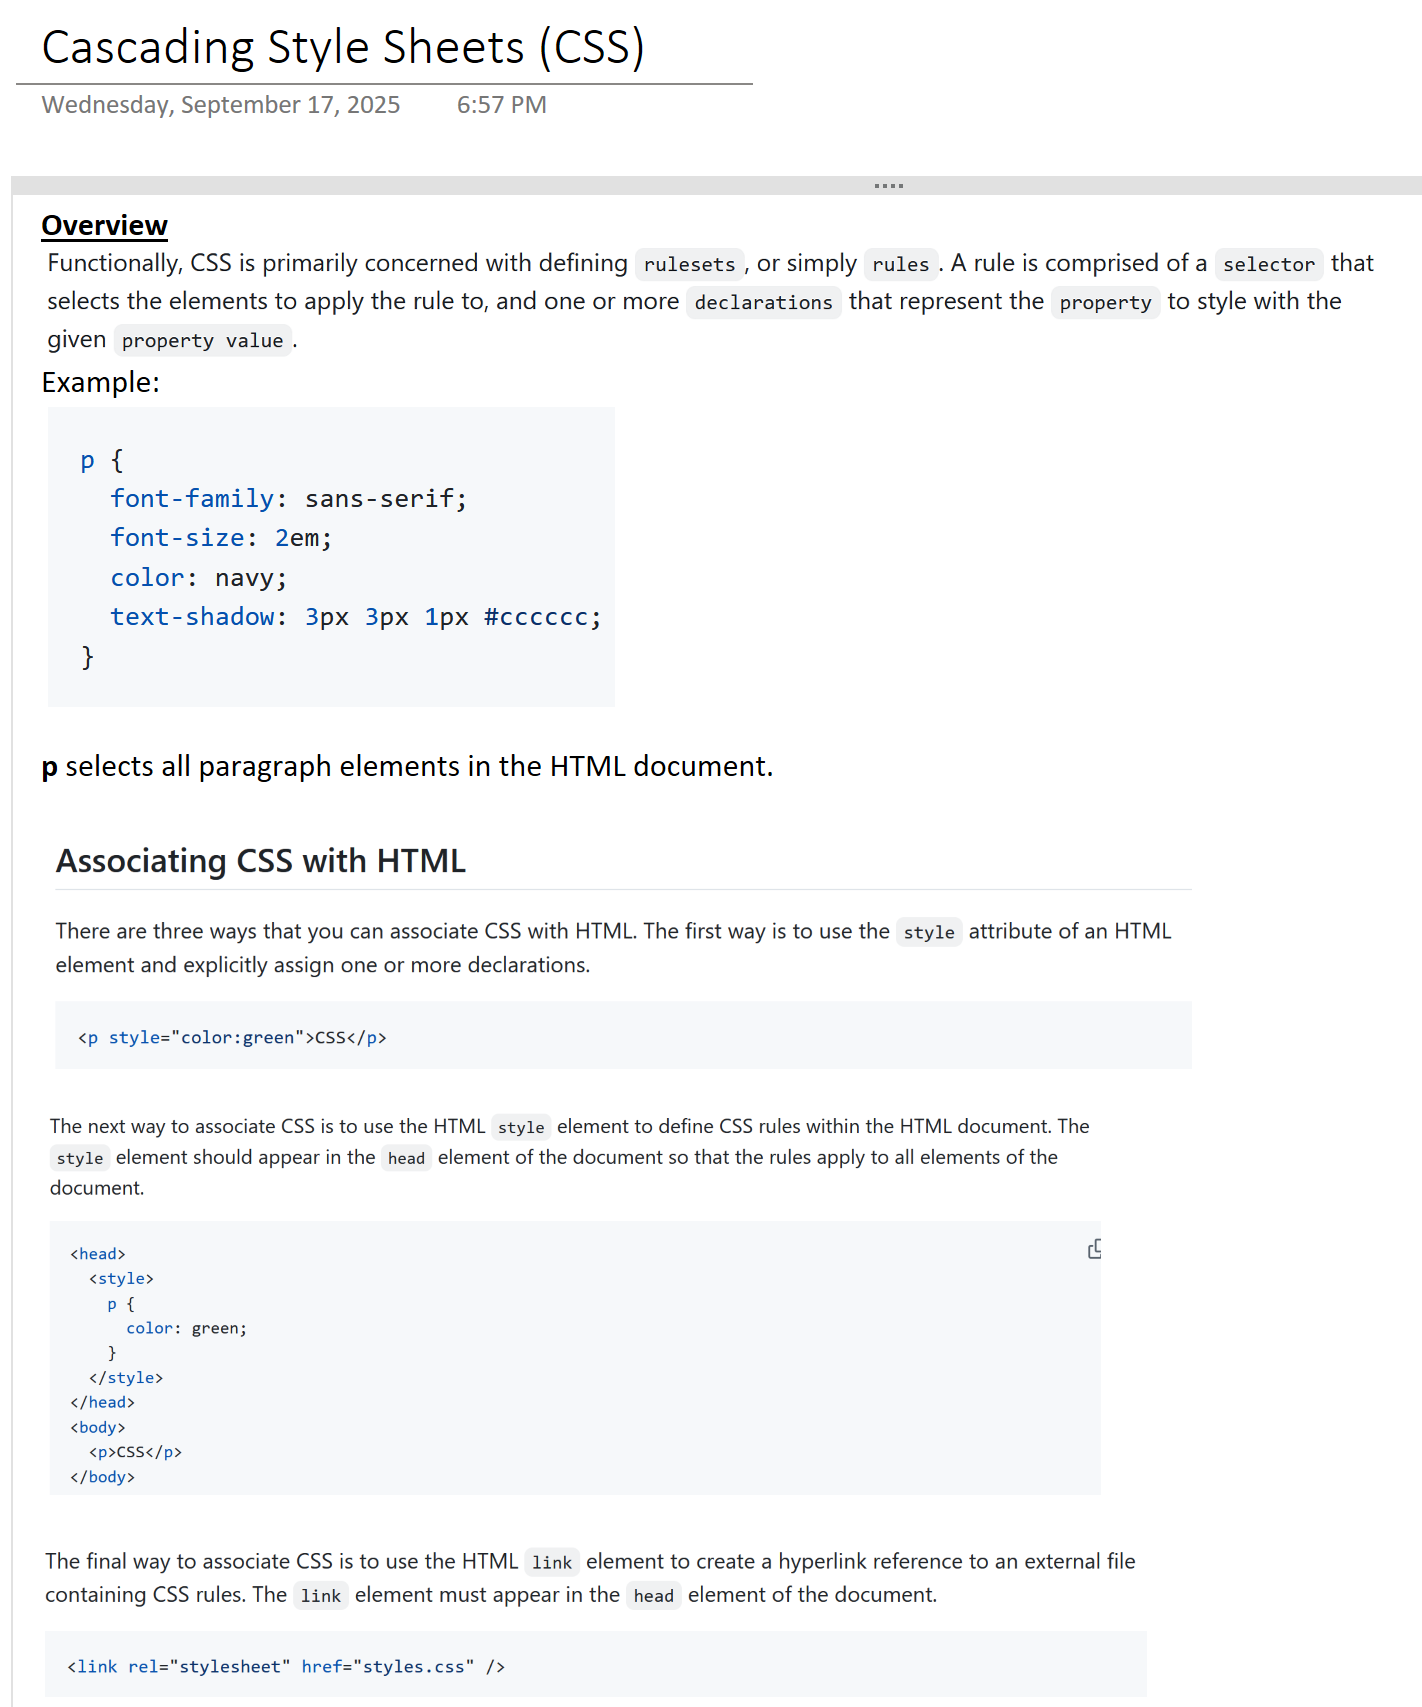 Cascading Style Sheets (CSS)
Wednesday, September 17, 2025 6:57 PM
Overview
Functionally, CSS is primarily concerned with defining rulesets, or simply rules. A rule is comprised of a selector that
selects the elements to apply the rule to, and one or more declarations that represent the property to style with the
given property value.
Example:
p {
  font-family: sans-serif;
  font-size: 2em;
  color: navy;
  text-shadow: 3px 3px 1px #cccccc;
}
p selects all paragraph elements in the HTML document.
Associating CSS with HTML
There are three ways that you can associate CSS with HTML. The first way is to use the style attribute of an HTML
element and explicitly assign one or more declarations.
<p style="color:green">CSS</p>
The next way to associate CSS is to use the HTML style element to define CSS rules within the HTML document. The
style element should appear in the head element of the document so that the rules apply to all elements of the
document.
<head>
  <style>
    p {
      color: green;
    }
  </style>
</head>
<body>
  <p>CSS</p>
</body>
The final way to associate CSS is to use the HTML link element to create a hyperlink reference to an external file
containing CSS rules. The link element must appear in the head element of the document.
<link rel="stylesheet" href="styles.css" />